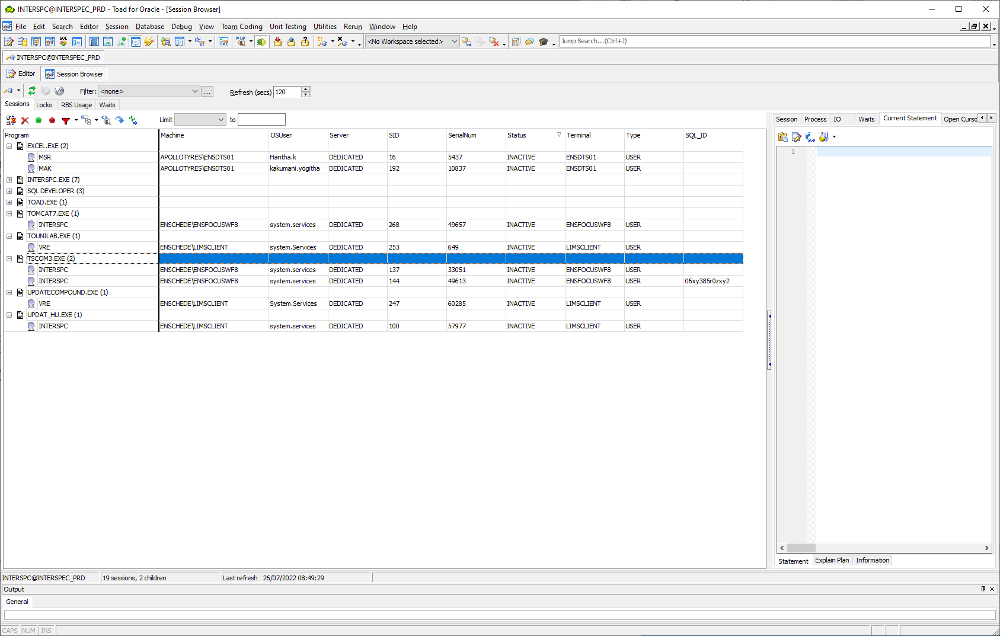 INTERSPC@INTERSPEC_PRD - Toad for Oracle - [Session Browser]
File Edit Search Editor Session Database Debug View Team Coding Unit Testing Utilities Rerun Window Help
<No Workspace selected> Jump Search...(Ctrl+J)
INTERSPC@INTERSPEC_PRD
Editor Session Browser
Filter: <none> ... Refresh (secs) 120
Sessions Locks RBS Usage Waits
Limit to
Session Process IO Waits Current Statement Open Curso
Program Machine OSUser Server SID SerialNum Status Terminal Type SQL_ID
EXCEL.EXE (2)
MSR APOLLOTYRES\ENSDTS01 Haritha.k DEDICATED 16 5437 INACTIVE ENSDTS01 USER
MAK APOLLOTYRES\ENSDTS01 kakumani.yogitha DEDICATED 192 10837 INACTIVE ENSDTS01 USER
INTERSPC.EXE (7)
SQL DEVELOPER (3)
TOAD.EXE (1)
TOMCAT7.EXE (1)
INTERSPC ENSCHEDE\ENSFOCUSWF8 system.services DEDICATED 268 49657 INACTIVE ENSFOCUSWF8 USER
TOUNILAB.EXE (1)
VRE ENSCHEDE\LIMSCLIENT system.Services DEDICATED 253 649 INACTIVE LIMSCLIENT USER
TSCOM3.EXE (2)
INTERSPC ENSCHEDE\ENSFOCUSWF8 system.services DEDICATED 137 33051 INACTIVE ENSFOCUSWF8 USER
INTERSPC ENSCHEDE\ENSFOCUSWF8 system.services DEDICATED 144 49613 INACTIVE ENSFOCUSWF8 USER 06xy385r0zxy2
UPDATECOMPOUND.EXE (1)
VRE ENSCHEDE\LIMSCLIENT System.Services DEDICATED 247 60285 INACTIVE LIMSCLIENT USER
UPDAT_HU.EXE (1)
INTERSPC ENSCHEDE\LIMSCLIENT system.services DEDICATED 100 57977 INACTIVE LIMSCLIENT USER
1
Statement Explain Plan Information
INTERSPC@INTERSPEC_PRD 19 sessions, 2 children Last refresh 26/07/2022 08:49:29
Output
General
CAPS NUM INS